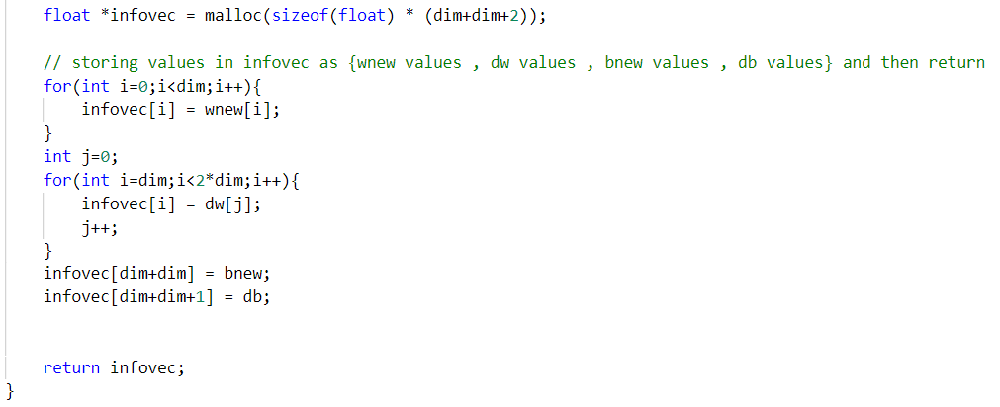 float *infovec = malloc(sizeof(float) * (dim+dim+2));
// storing values in infovec as {wnew values , dw values , bnew values , db values} and then return
for(int i=0;i<dim;i++){
infovec[i] = wnew[i];
}
int j=0;
for(int i=dim;i<2*dim;i++){
infovec[i] = dw[j];
j++;
}
infovec[dim+dim] = bnew;
infovec[dim+dim+1] = db;
return infovec;
}